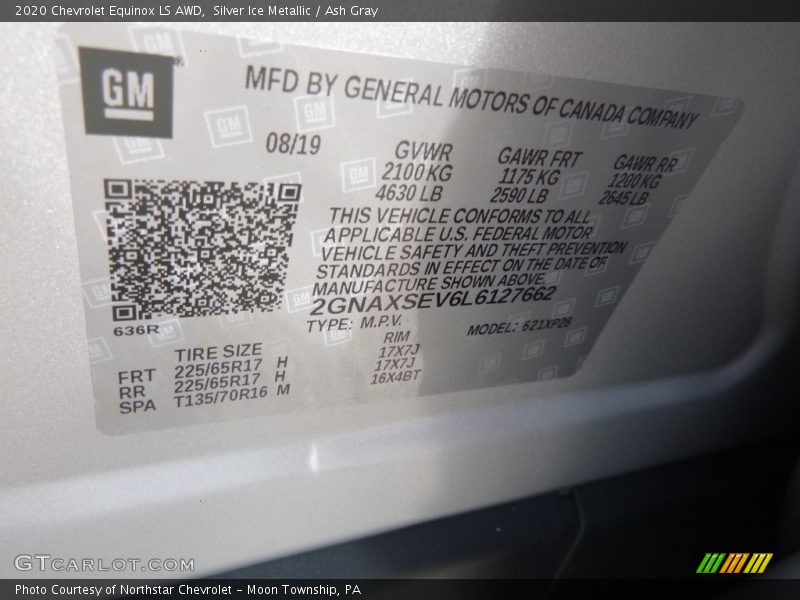 2020 Chevrolet Equinox LS AWD,  Silver Ice Metallic / Ash Gray
GM
MFD BY GENERAL MOTORS OF CANADA COMPANY
08/19
GVWR GAWR FRT GAWR RR
2100 KG 1175 KG 1200 KG
4630 LB 2590 LB 2645 LB
THIS VEHICLE CONFORMS TO ALL
APPLICABLE U.S. FEDERAL MOTOR
VEHICLE SAFETY AND THEFT PREVENTION
STANDARDS IN EFFECT ON THE DATE OF
MANUFACTURE SHOWN ABOVE.
2GNAXSEV6L6127662
636R
TYPE: M.P.V. MODEL: 621XP26
TIRE SIZE RIM
FRT 225/65R17 H 17X7J
RR 225/65R17 H 17X7J
SPA T135/70R16 M 16X4BT
GTCARLOT.COM
Photo Courtesy of Northstar Chevrolet - Moon Township, PA